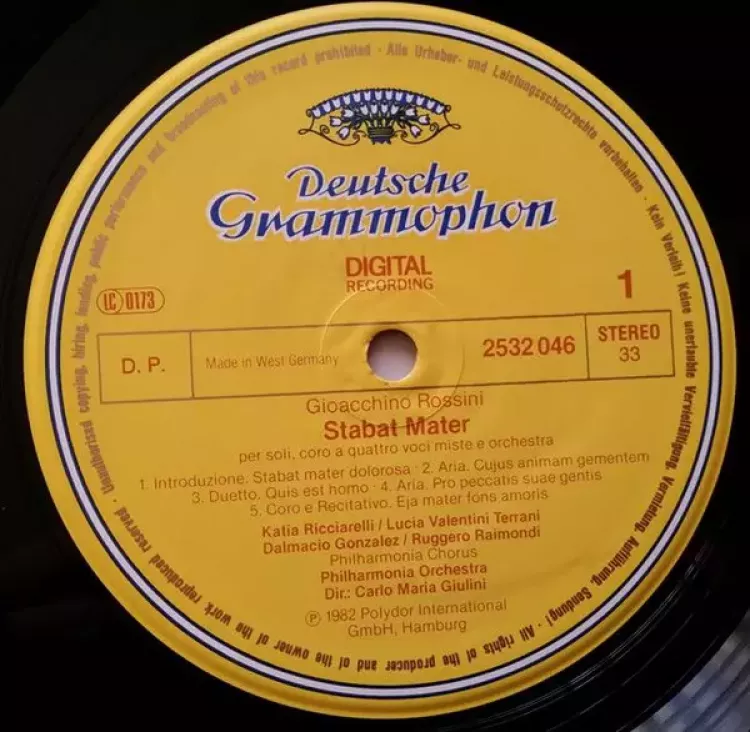 Deutsche
Grammophon
DIGITAL
RECORDING
LC 0173
1
D. P.
Made in West Germany
2532 046
STEREO
33
Gioacchino Rossini
Stabat Mater
per soli, coro a quattro voci miste e orchestra
1. Introduzione. Stabat mater dolorosa · 2. Aria. Cujus animam gementem
3. Duetto. Quis est homo · 4. Aria. Pro peccatis suae gentis
5. Coro e Recitativo. Eja mater fons amoris
Katia Ricciarelli / Lucia Valentini Terrani
Dalmacio Gonzalez / Ruggero Raimondi
Philharmonia Chorus
Philharmonia Orchestra
Dir.: Carlo Maria Giulini
Ⓟ 1982 Polydor International
GmbH, Hamburg
Alle Urheber- und Leistungsschutzrechte vorbehalten · Kein Verleih! Keine unerlaubte Vervielfältigung, Vermietung, Aufführung, Sendung! · All rights of the producer and of the owner of the work reproduced reserved · Unauthorised copying, hiring, lending, public performance and broadcasting of this record prohibited ·